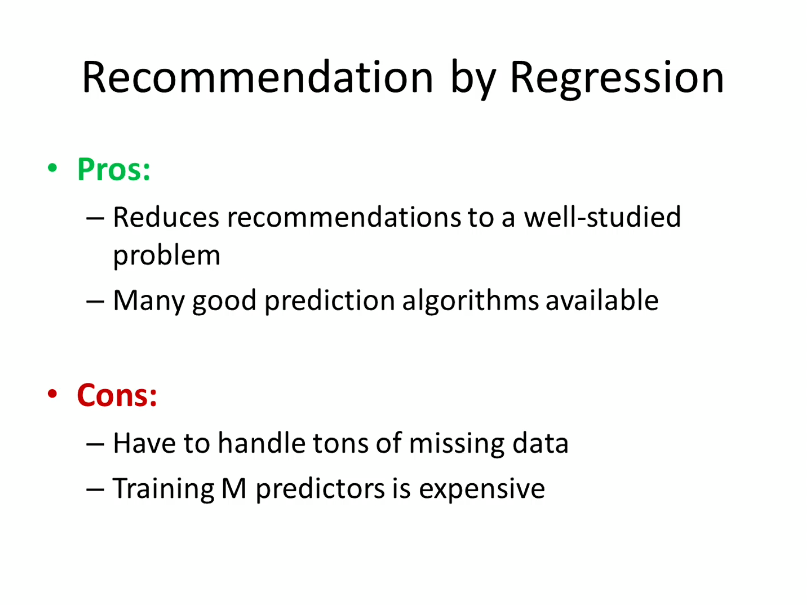 Recommendation by Regression
• Pros:
– Reduces recommendations to a well-studied
problem
– Many good prediction algorithms available
• Cons:
– Have to handle tons of missing data
– Training M predictors is expensive